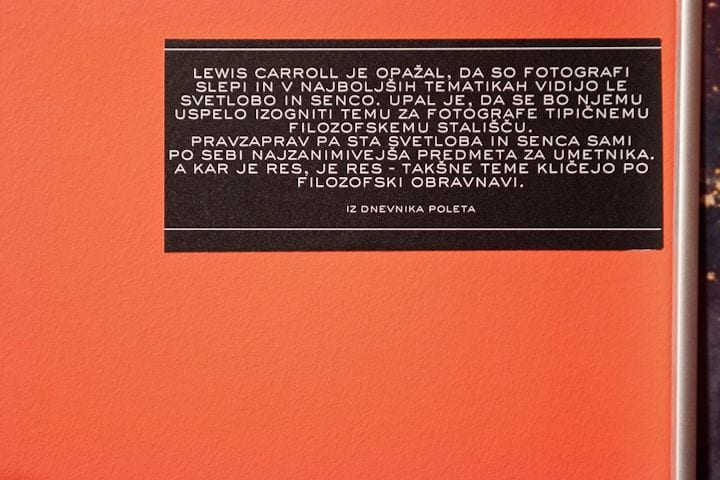 LEWIS CARROLL JE OPAŽAL, DA SO FOTOGRAFI
SLEPI IN V NAJBOLJŠIH TEMATIKAH VIDIJO LE
SVETLOBO IN SENCO. UPAL JE, DA SE BO NJEMU
USPELO IZOGNITI TEMU ZA FOTOGRAFE TIPIČNEMU
FILOZOFSKEMU STALIŠČU.
PRAVZAPRAV PA STA SVETLOBA IN SENCA SAMI
PO SEBI NAJZANIMIVEJŠA PREDMETA ZA UMETNIKA.
A KAR JE RES, JE RES - TAKŠNE TEME KLIČEJO PO
FILOZOFSKI OBRAVNAVI.
IZ DNEVNIKA POLETA